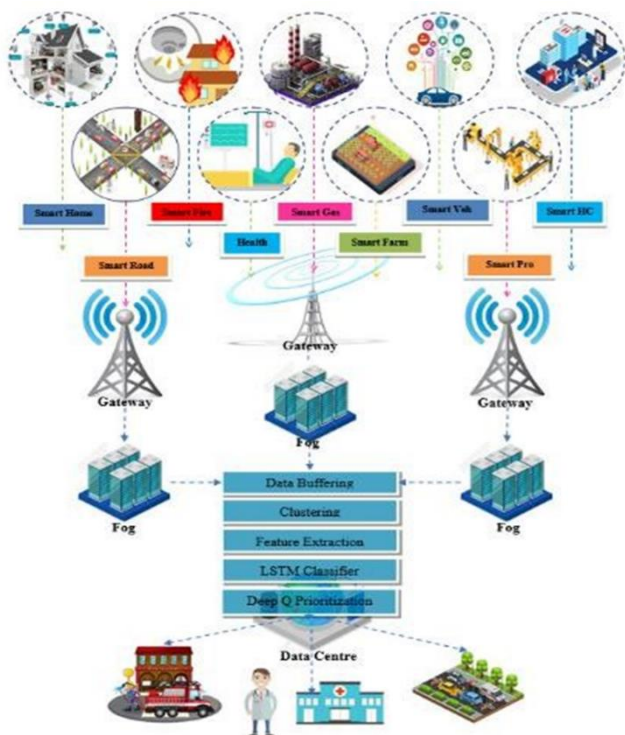 Smart Home
Smart Fire
Smart Gas
Smart Veh
Smart HC
Smart Road
Health
Smart Farm
Smart Pro
Gateway
Gateway
Gateway
Fog
Fog
Fog
Data Buffering
Clustering
Feature Extraction
LSTM Classifier
Deep Q Prioritization
Data Centre